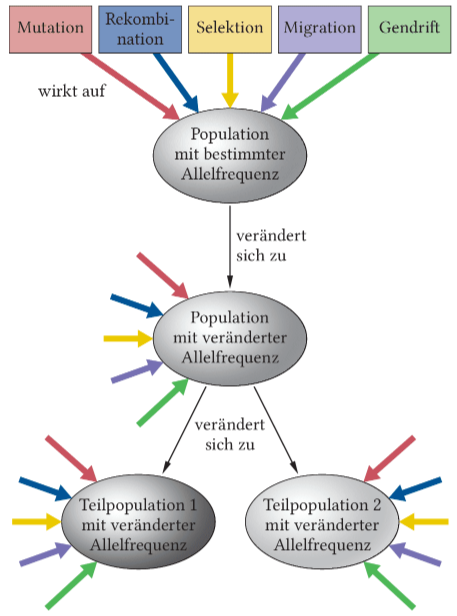 Mutation
Rekombi-
nation
Selektion
Migration
Gendrift
wirkt auf
Population
mit bestimmter
Allelfrequenz
verändert
sich zu
Population
mit veränderter
Allelfrequenz
verändert
sich zu
Teilpopulation 1
mit veränderter
Allelfrequenz
Teilpopulation 2
mit veränderter
Allelfrequenz